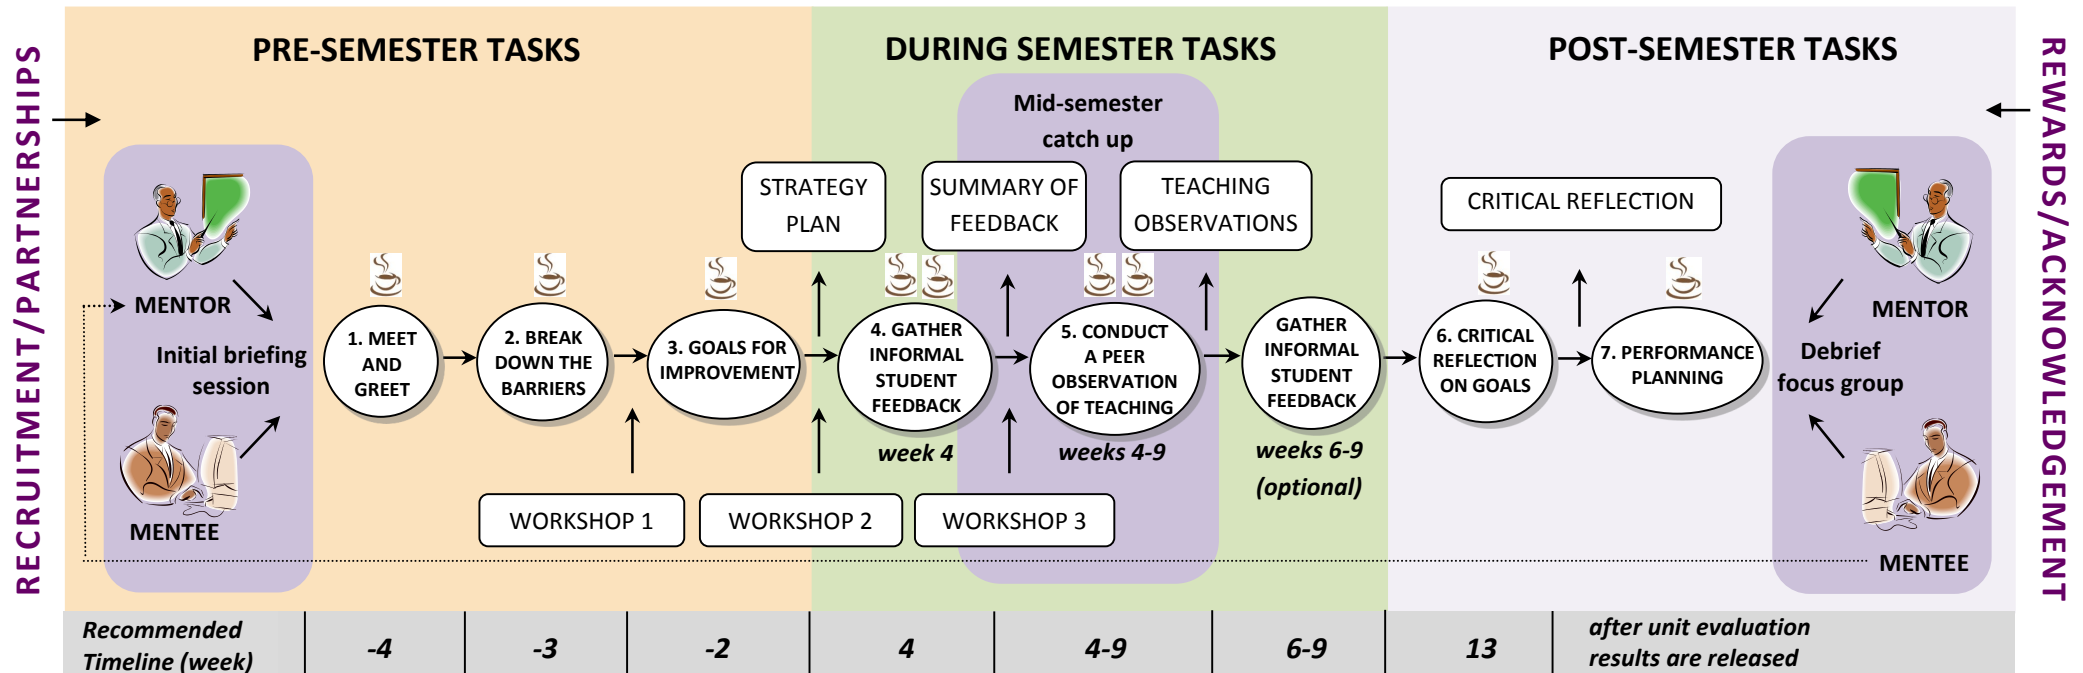 RECRUITMENT/PARTNERSHIPS
PRE-SEMESTER TASKS
DURING SEMESTER TASKS
POST-SEMESTER TASKS
REWARDS/ACKNOWLEDGEMENT
Mid-semester
catch up
STRATEGY
PLAN
SUMMARY OF
FEEDBACK
TEACHING
OBSERVATIONS
CRITICAL REFLECTION
MENTOR
Initial briefing
session
MENTEE
1. MEET
AND
GREET
2. BREAK
DOWN THE
BARRIERS
3. GOALS FOR
IMPROVEMENT
4. GATHER
INFORMAL
STUDENT
FEEDBACK
week 4
5. CONDUCT
A PEER
OBSERVATION
OF TEACHING
weeks 4-9
GATHER
INFORMAL
STUDENT
FEEDBACK
weeks 6-9
(optional)
6. CRITICAL
REFLECTION
ON GOALS
7. PERFORMANCE
PLANNING
MENTOR
Debrief
focus group
MENTEE
WORKSHOP 1
WORKSHOP 2
WORKSHOP 3
Recommended
Timeline (week)
-4
-3
-2
4
4-9
6-9
13
after unit evaluation
results are released